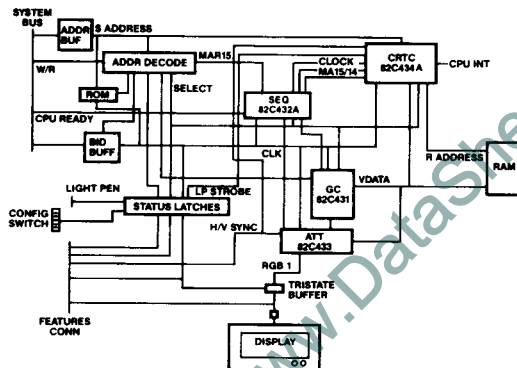 SYSTEM
BUS
ADDR
BUF
S ADDRESS
W/R
ADDR DECODE
MAR15
CLOCK
MA15/14
CRTC
82C434A
CPU INT
ROM
SELECT
SEQ
82C432A
CPU READY
BID
BUFF
CLK
R ADDRESS
RAM
LIGHT PEN
LP STROBE
GC
82C431
VDATA
CONFIG
SWITCH
STATUS LATCHES
H/V SYNC
ATT
82C433
RGB 1
TRISTATE
BUFFER
FEATURES
CONN
DISPLAY
www.DataShe